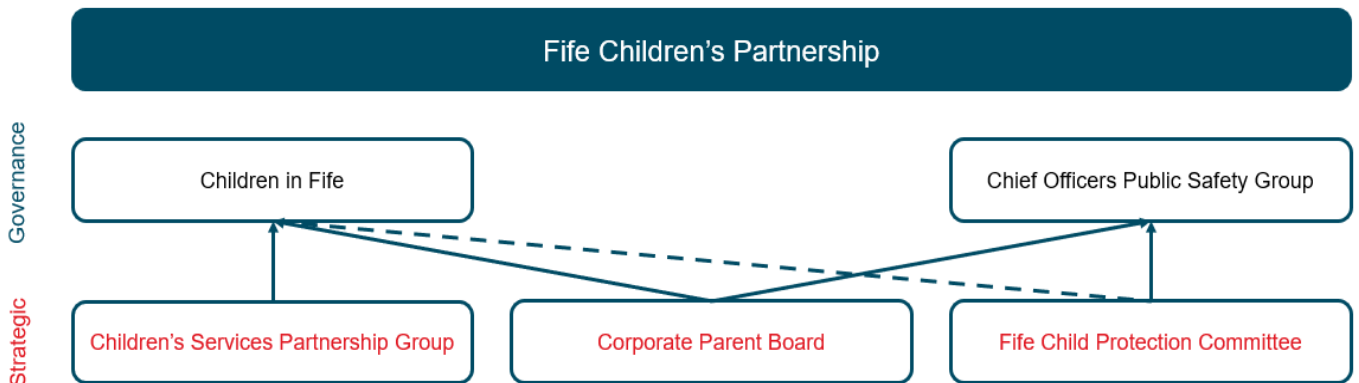 Fife Children's Partnership
Governance
Children in Fife
Chief Officers Public Safety Group
Strategic
Children's Services Partnership Group
Corporate Parent Board
Fife Child Protection Committee